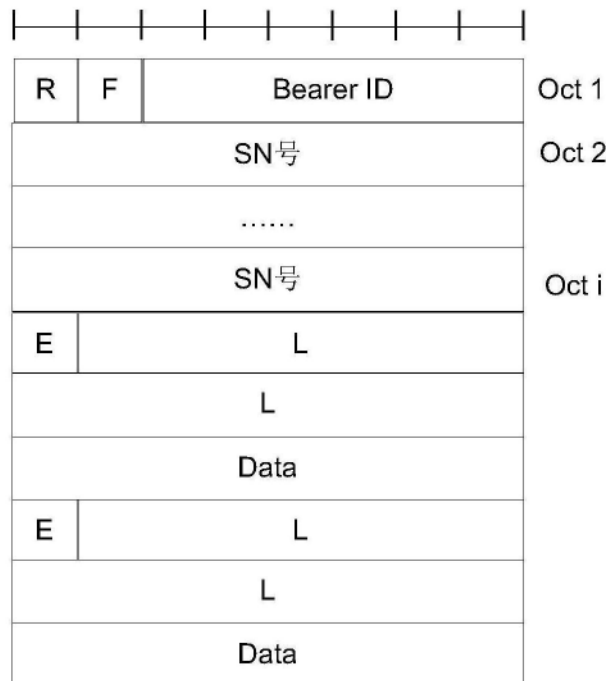 R F Bearer ID Oct 1
SN号 Oct 2
……
SN号 Oct i
E L
L
Data
E L
L
Data